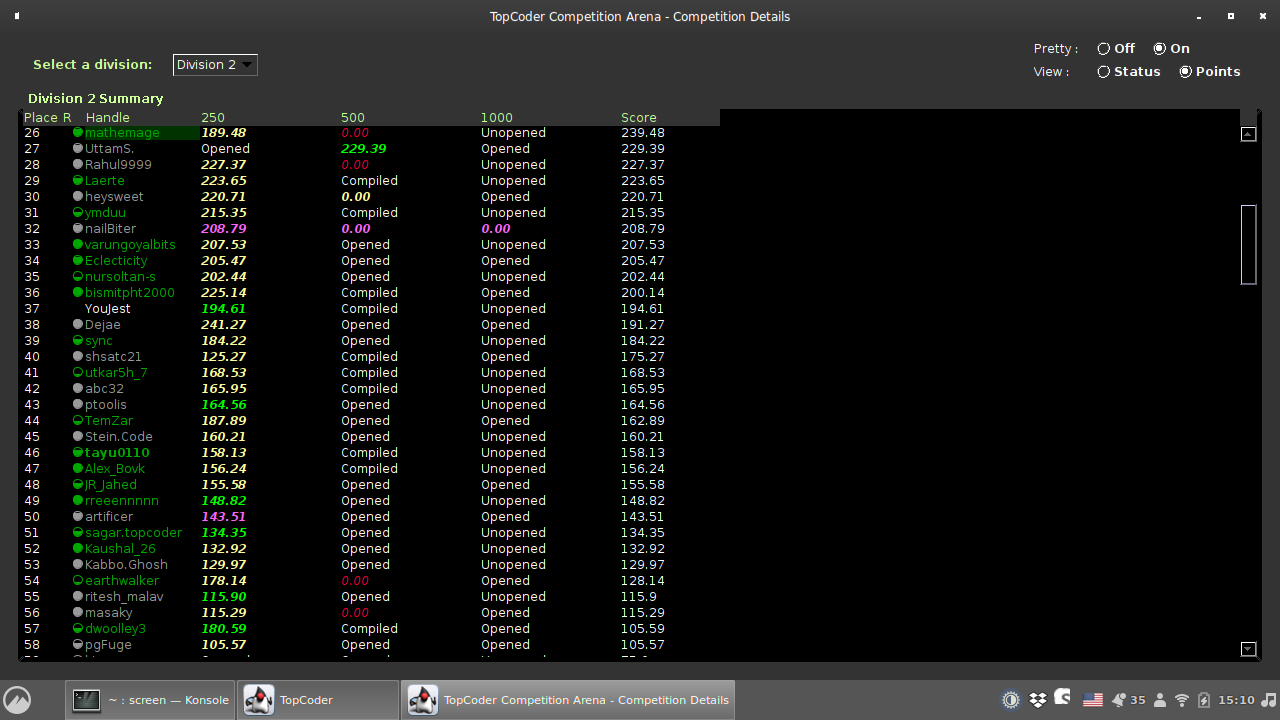 TopCoder Competition Arena - Competition Details
Pretty : Off On
Select a division: Division 2
View : Status Points
Division 2 Summary
Place R Handle 250 500 1000 Score
26 mathemage 189.48 0.00 Unopened 239.48
27 UttamS. Opened 229.39 Opened 229.39
28 Rahul9999 227.37 0.00 Unopened 227.37
29 Laerte 223.65 Compiled Unopened 223.65
30 heysweet 220.71 0.00 Opened 220.71
31 ymduu 215.35 Compiled Unopened 215.35
32 nailBiter 208.79 0.00 0.00 208.79
33 varungoyalbits 207.53 Opened Unopened 207.53
34 Eclecticity 205.47 Opened Opened 205.47
35 nursoltan-s 202.44 Opened Unopened 202.44
36 bismitpht2000 225.14 Compiled Opened 200.14
37 YouJest 194.61 Compiled Unopened 194.61
38 Dejae 241.27 Opened Opened 191.27
39 sync 184.22 Opened Opened 184.22
40 shsatc21 125.27 Compiled Opened 175.27
41 utkar5h_7 168.53 Compiled Unopened 168.53
42 abc32 165.95 Compiled Unopened 165.95
43 ptoolis 164.56 Opened Unopened 164.56
44 TemZar 187.89 Opened Opened 162.89
45 Stein.Code 160.21 Opened Unopened 160.21
46 tayu0110 158.13 Compiled Unopened 158.13
47 Alex_Bovk 156.24 Compiled Unopened 156.24
48 JR_Jahed 155.58 Opened Opened 155.58
49 rreeennnnn 148.82 Opened Unopened 148.82
50 artificer 143.51 Opened Opened 143.51
51 sagar.topcoder 134.35 Opened Unopened 134.35
52 Kaushal_26 132.92 Opened Unopened 132.92
53 Kabbo.Ghosh 129.97 Opened Unopened 129.97
54 earthwalker 178.14 0.00 Opened 128.14
55 ritesh_malav 115.90 Opened Unopened 115.9
56 masaky 115.29 0.00 Opened 115.29
57 dwoolley3 180.59 Compiled Opened 105.59
58 pgFuge 105.57 Opened Opened 105.57
~ : screen — Konsole TopCoder TopCoder Competition Arena - Competition Details 35 15:10